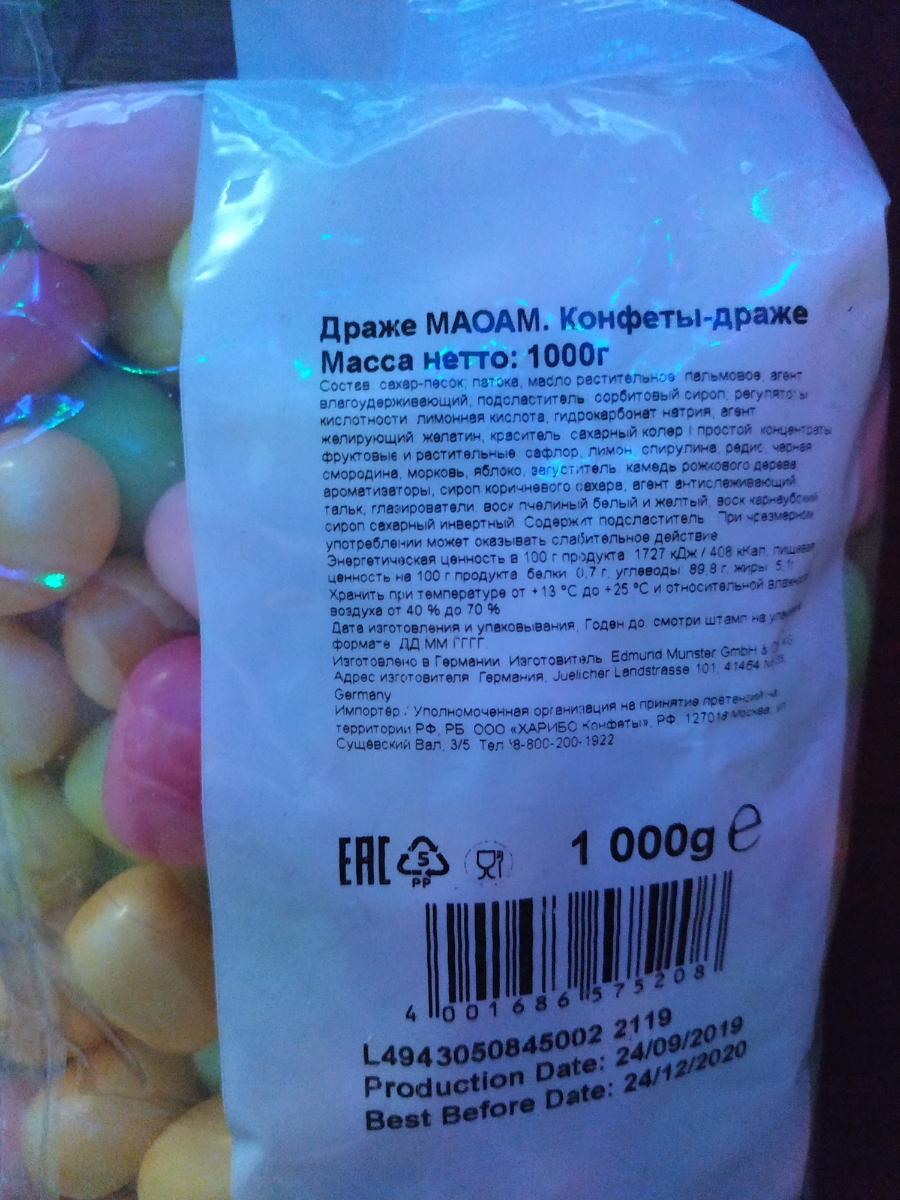 Драже МАОАМ. Конфеты-драже
Масса нетто: 1000г
Состав: сахар-песок, патока, масло растительное: пальмовое, агент
влагоудерживающий, подсластитель: сорбитовый сироп, регуляторы
кислотности: лимонная кислота, гидрокарбонат натрия, агент
желирующий: желатин, краситель: сахарный колер I простой, концентраты
фруктовые и растительные: сафлор, лимон, спирулина, редис, черная
смородина, морковь, яблоко, загуститель: камедь рожкового дерева,
ароматизаторы, сироп коричневого сахара, агент антислеживающий:
тальк, глазирователи: воск пчелиный белый и желтый, воск карнаубский,
сироп сахарный инвертный. Содержит подсластитель. При чрезмерном
употреблении может оказывать слабительное действие
Энергетическая ценность в 100 г продукта: 1727 кДж / 408 кКал, пищевая
ценность на 100 г продукта: белки: 0,7 г, углеводы: 89,8 г, жиры: 5,1г
Хранить при температуре от +13 °C до +25 °C и относительной влажн
воздуха от 40 % до 70 %
Дата изготовления и упаковывания, Годен до: смотри штамп на упак
формате ДД ММ ГГГГ
Изготовлено в Германии. Изготовитель: Edmund Munster GmbH &
Адрес изготовителя: Германия, Juelicher Landstrasse 101, 41464
Germany
Импортёр / Уполномоченная организация на принятие претензий на
территории РФ, РБ: ООО «ХАРИБО Конфеты», РФ, 127018 Москва, ул.
Сущёвский Вал, 3/5 Тел 8-800-200-1922
EAC 5 PP 1 000g e
4 001686 575208
L4943050845002 2119
Production Date: 24/09/2019
Best Before Date: 24/12/2020